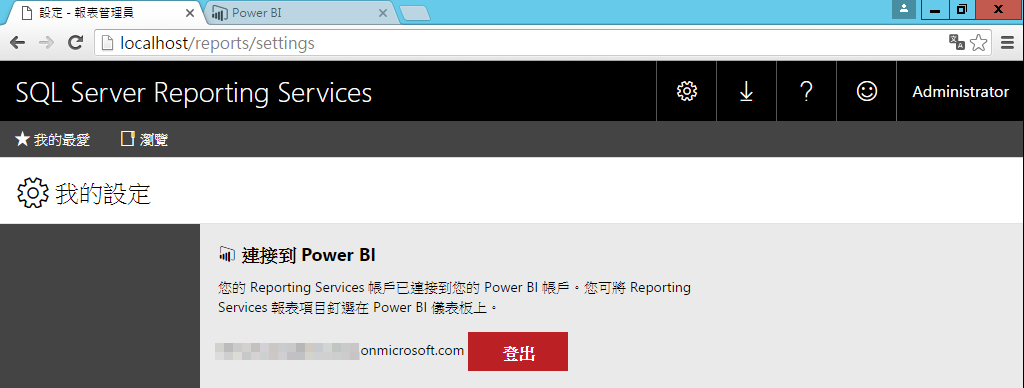 設定 - 報表管理員
Power BI
localhost/reports/settings
SQL Server Reporting Services
Administrator
我的最愛 瀏覽
我的設定
連接到 Power BI
您的 Reporting Services 帳戶已連接到您的 Power BI 帳戶。您可將 Reporting
Services 報表項目釘選在 Power BI 儀表板上。
onmicrosoft.com 登出